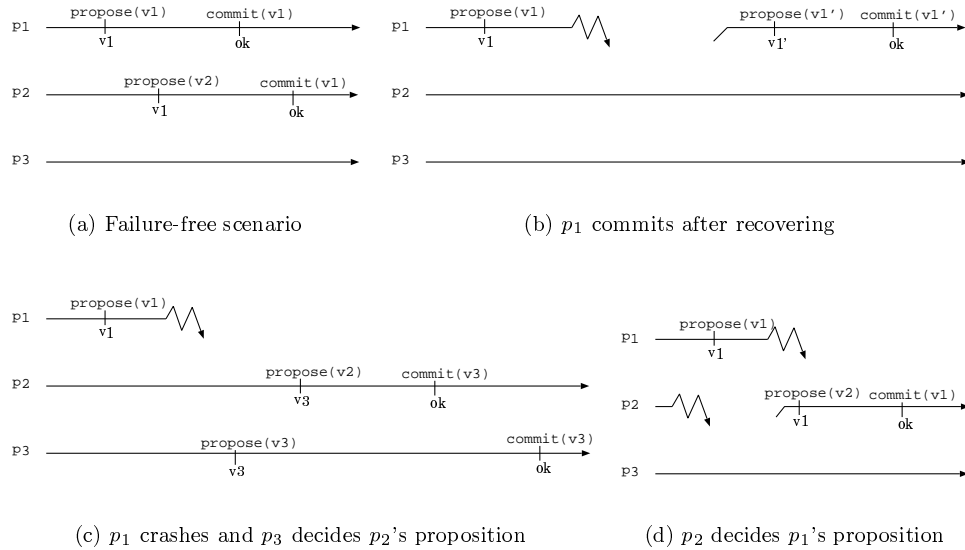 propose(v1) commit(v1)
p1
v1 ok
propose(v2) commit(v1)
p2
v1 ok
p3
(a) Failure-free scenario
propose(v1) propose(v1') commit(v1')
p1
v1 v1' ok
p2
p3
(b) p1 commits after recovering
propose(v1)
p1
v1
propose(v2) commit(v3)
p2
v3 ok
propose(v3) commit(v3)
p3
v3 ok
(c) p1 crashes and p3 decides p2's proposition
propose(v1)
p1
v1
propose(v2) commit(v1)
p2
v1 ok
p3
(d) p2 decides p1's proposition